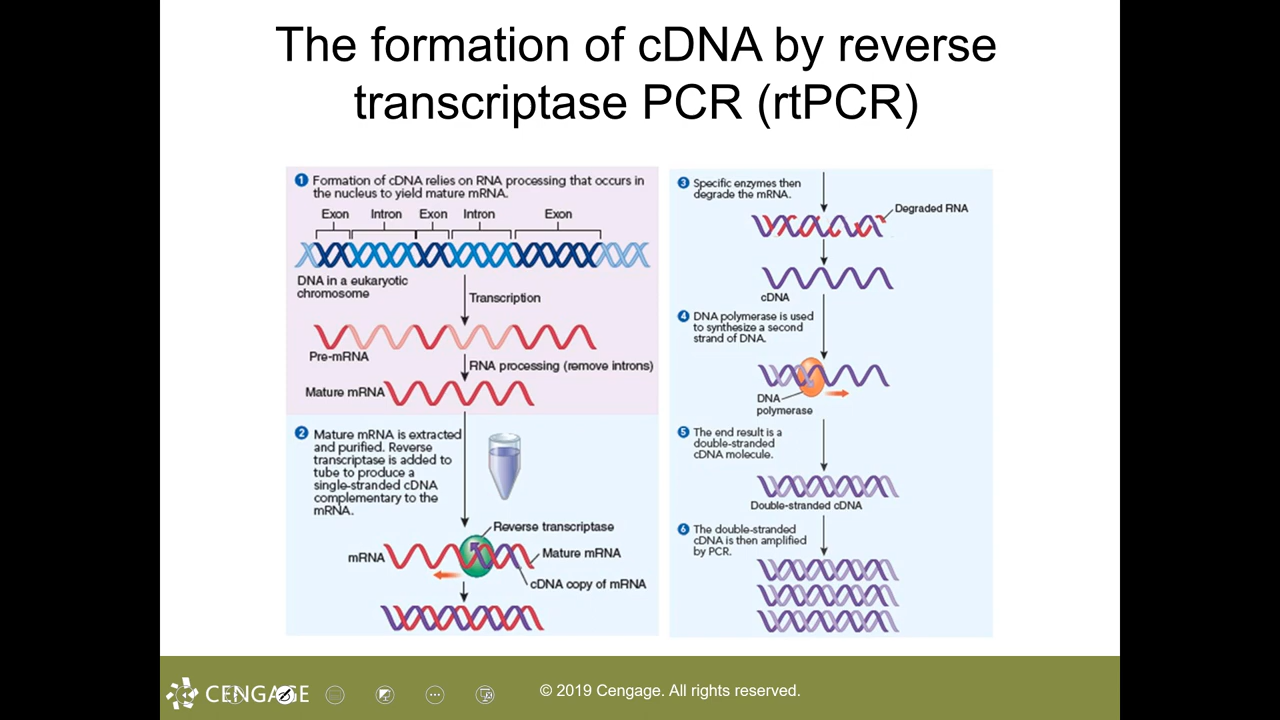 The formation of cDNA by reverse
transcriptase PCR (rtPCR)
1 Formation of cDNA relies on RNA processing that occurs in
the nucleus to yield mature mRNA.
Exon Intron Exon Intron Exon
DNA in a eukaryotic
chromosome
Transcription
Pre-mRNA
RNA processing (remove introns)
Mature mRNA
2 Mature mRNA is extracted
and purified. Reverse
transcriptase is added to
tube to produce a
single-stranded cDNA
complementary to the
mRNA.
Reverse transcriptase
mRNA
Mature mRNA
cDNA copy of mRNA
3 Specific enzymes then
degrade the mRNA.
Degraded RNA
cDNA
4 DNA polymerase is used
to synthesize a second
strand of DNA.
DNA
polymerase
5 The end result is a
double-stranded
cDNA molecule.
Double-stranded cDNA
6 The double-stranded
cDNA is then amplified
by PCR.
CENGAGE
© 2019 Cengage. All rights reserved.